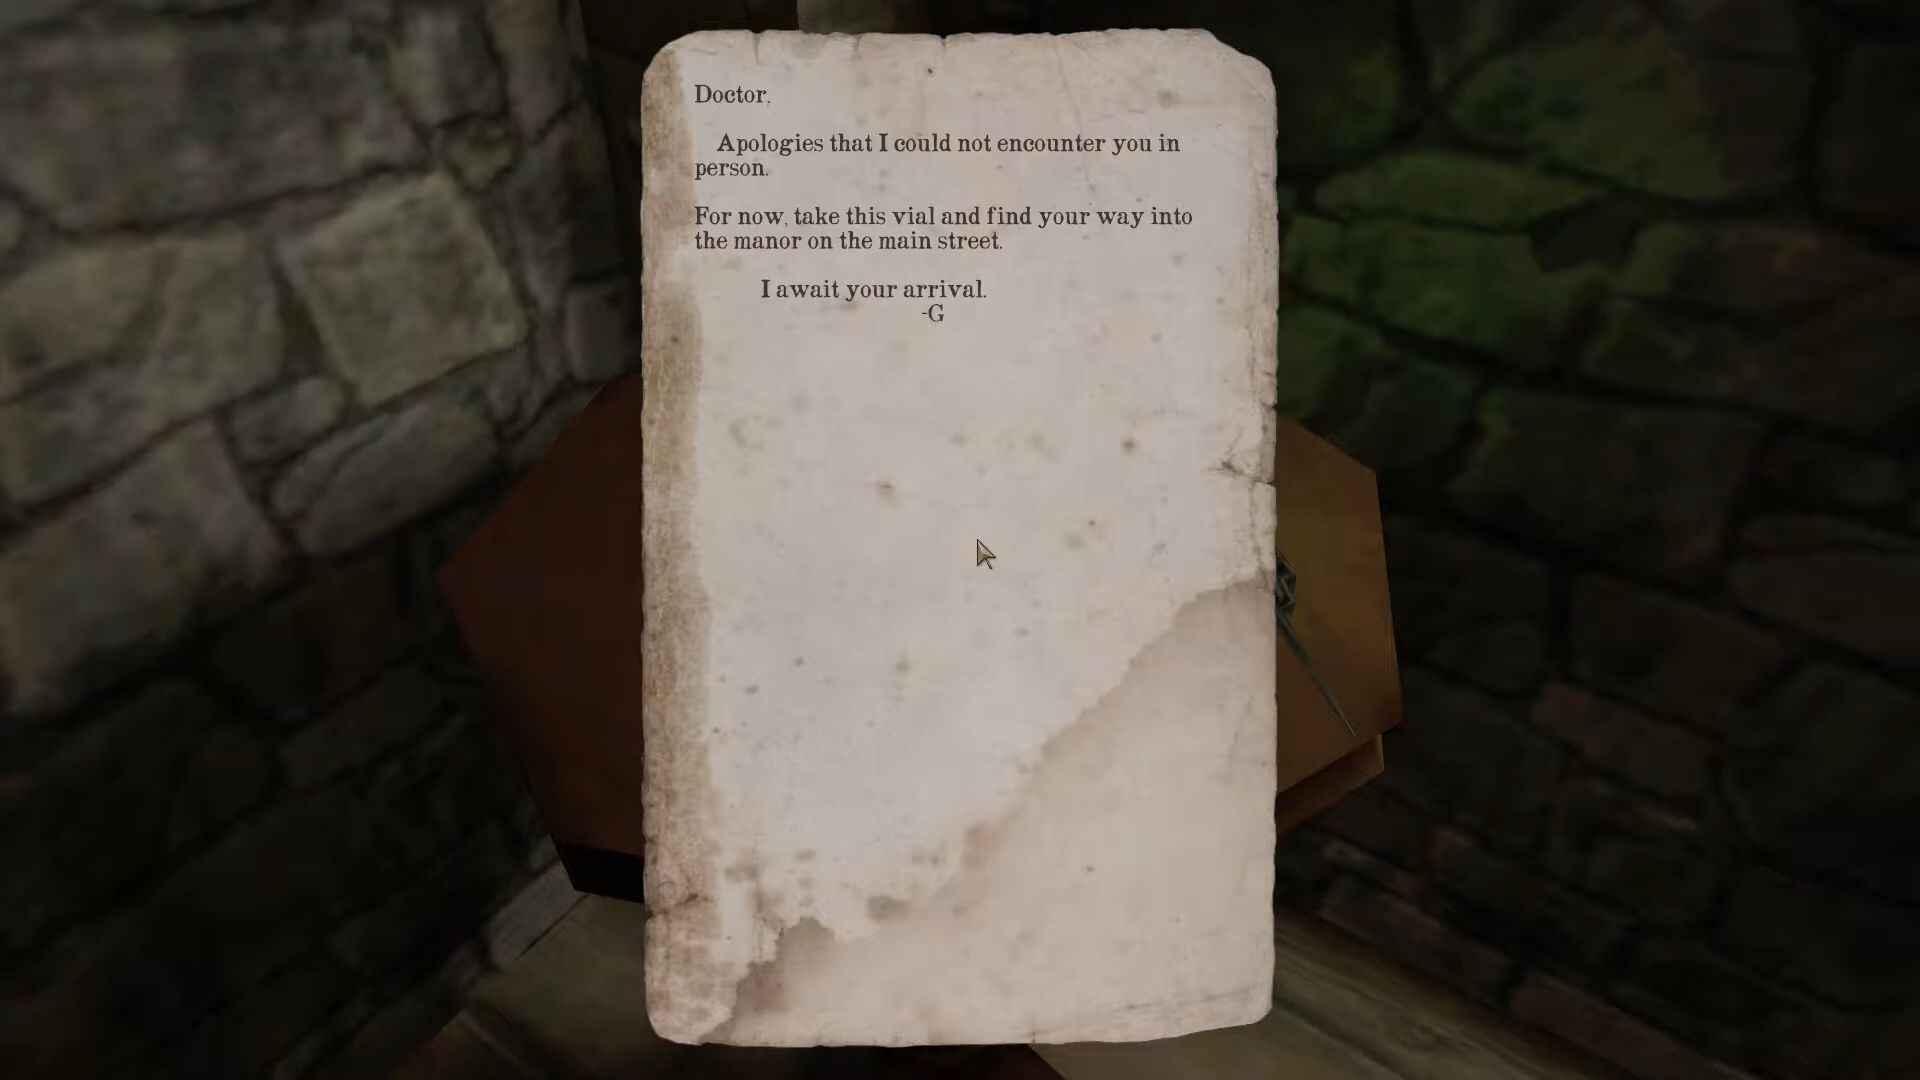 Doctor,
Apologies that I could not encounter you in
person.
For now, take this vial and find your way into
the manor on the main street.
I await your arrival.
-G